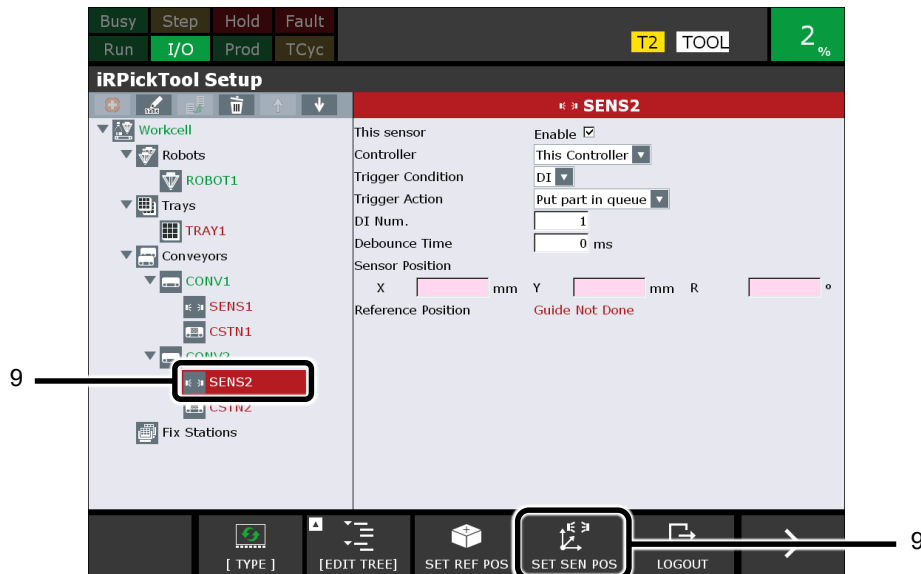 Busy Step Hold Fault
Run I/O Prod TCyc T2 TOOL 2 %
iRPickTool Setup
SENS2
Workcell
Robots
ROBOT1
Trays
TRAY1
Conveyors
CONV1
SENS1
CSTN1
CONV2
SENS2
CSTN2
Fix Stations
This sensor Enable
Controller This Controller
Trigger Condition DI
Trigger Action Put part in queue
DI Num. 1
Debounce Time 0 ms
Sensor Position
X mm Y mm R °
Reference Position Guide Not Done
9
9
[ TYPE ] [EDIT TREE] SET REF POS SET SEN POS LOGOUT